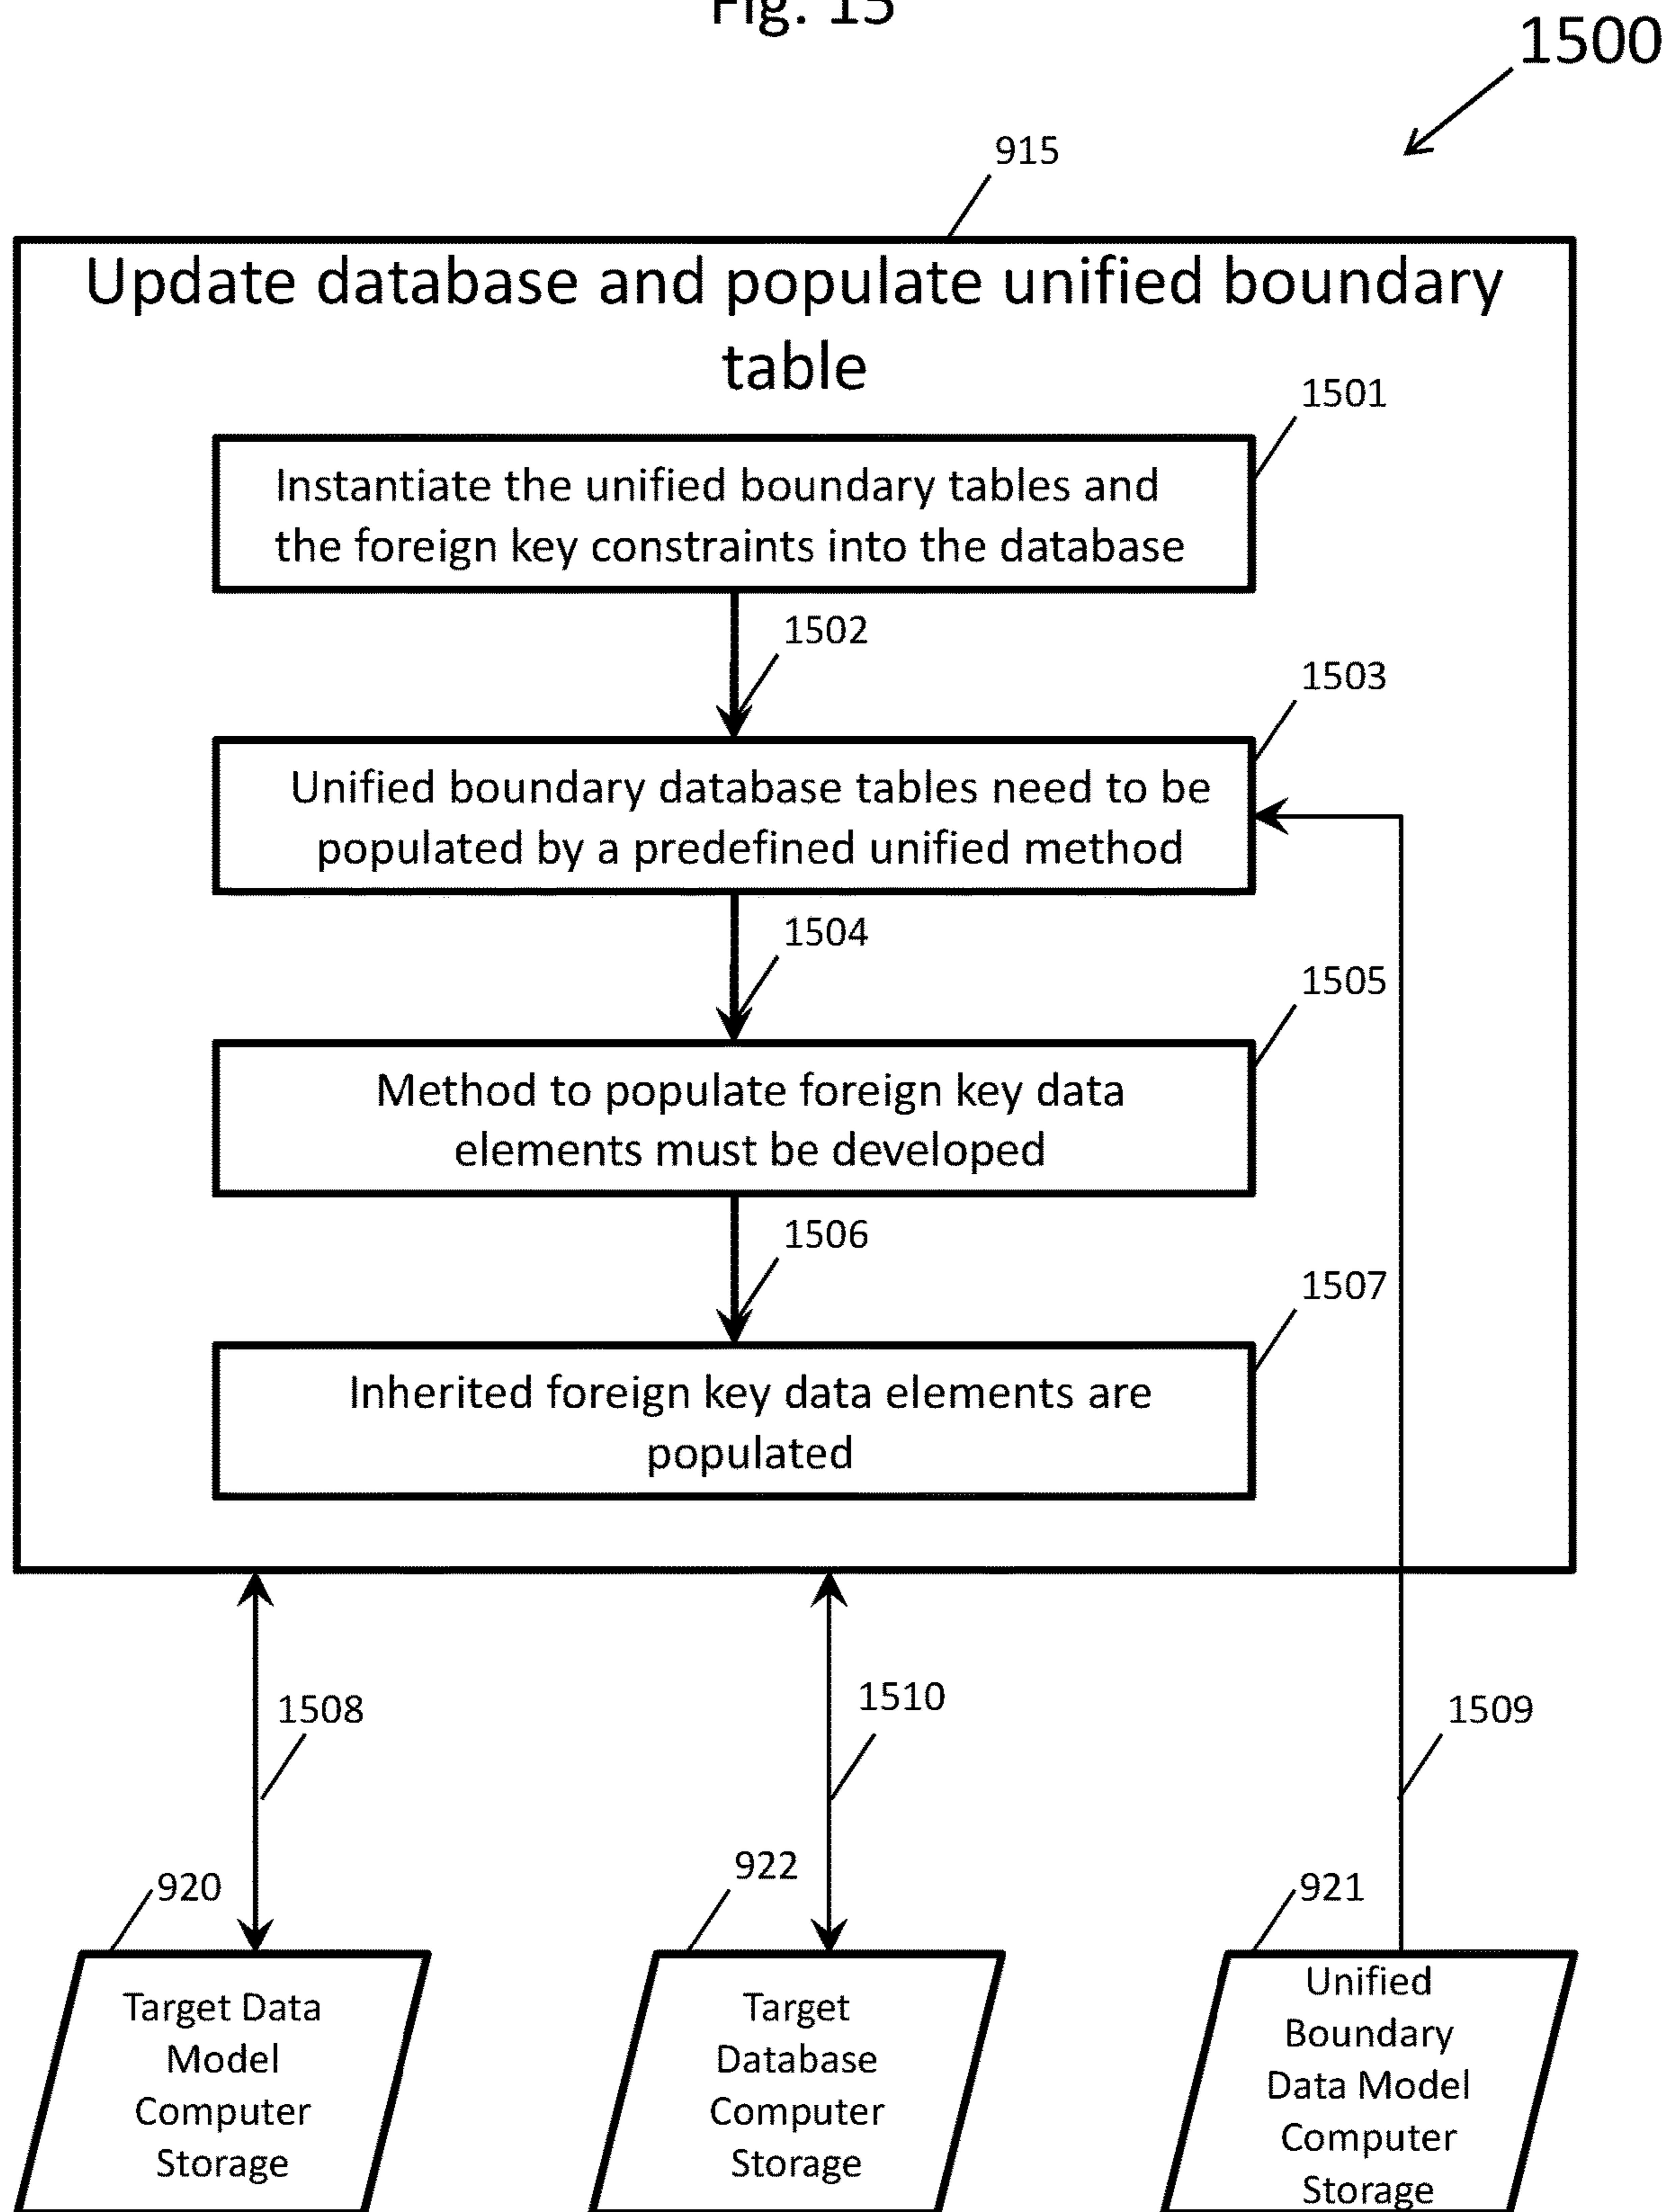 Fig. 15
1500
915
Update database and populate unified boundary
table
1501
Instantiate the unified boundary tables and
the foreign key constraints into the database
1502
1503
Unified boundary database tables need to be
populated by a predefined unified method
1504
1505
Method to populate foreign key data
elements must be developed
1506
1507
Inherited foreign key data elements are
populated
1508
1510
1509
920
922
921
Target Data
Model
Computer
Storage
Target
Database
Computer
Storage
Unified
Boundary
Data Model
Computer
Storage